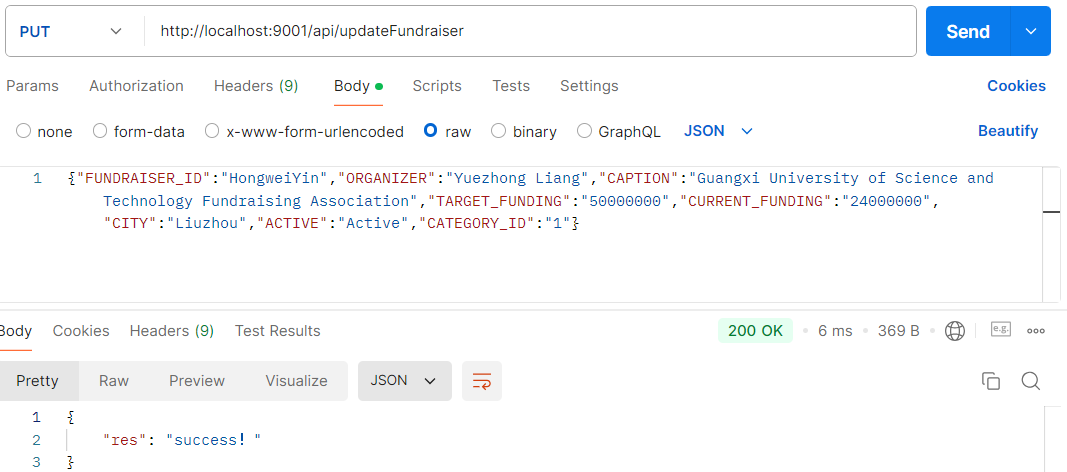 PUT http://localhost:9001/api/updateFundraiser Send
Params Authorization Headers (9) Body Scripts Tests Settings Cookies
none form-data x-www-form-urlencoded raw binary GraphQL JSON Beautify
1 {"FUNDRAISER_ID":"HongweiYin","ORGANIZER":"Yuezhong Liang","CAPTION":"Guangxi University of Science and
Technology Fundraising Association","TARGET_FUNDING":"50000000","CURRENT_FUNDING":"24000000",
"CITY":"Liuzhou","ACTIVE":"Active","CATEGORY_ID":"1"}
Body Cookies Headers (9) Test Results 200 OK 6 ms 369 B e.g.
Pretty Raw Preview Visualize JSON
1 {
2 "res": "success！"
3 }